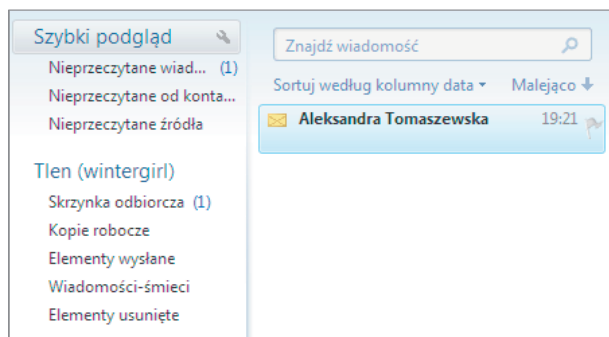 Szybki podgląd
Nieprzeczytane wiad... (1)
Nieprzeczytane od konta...
Nieprzeczytane źródła
Tlen (wintergirl)
Skrzynka odbiorcza (1)
Kopie robocze
Elementy wysłane
Wiadomości-śmieci
Elementy usunięte
Znajdź wiadomość
Sortuj według kolumny data Malejąco
Aleksandra Tomaszewska 19:21